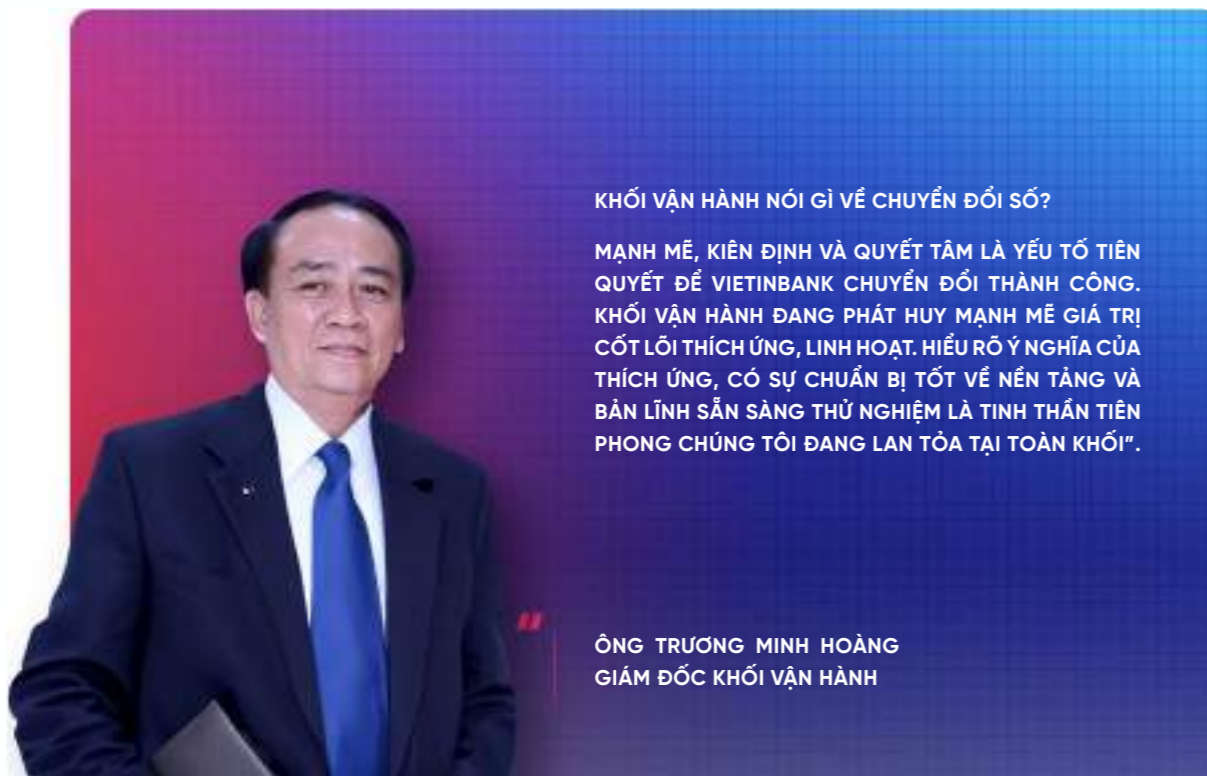 KHỐI VẬN HÀNH NÓI GÌ VỀ CHUYỂN ĐỔI SỐ?
MẠNH MẼ, KIÊN ĐỊNH VÀ QUYẾT TÂM LÀ YẾU TỐ TIÊN
QUYẾT ĐỂ VIETINBANK CHUYỂN ĐỔI THÀNH CÔNG.
KHỐI VẬN HÀNH ĐANG PHÁT HUY MẠNH MẼ GIÁ TRỊ
CỐT LÕI THÍCH ỨNG, LINH HOẠT. HIỂU RÕ Ý NGHĨA CỦA
THÍCH ỨNG, CÓ SỰ CHUẨN BỊ TỐT VỀ NỀN TẢNG VÀ
BẢN LĨNH SẴN SÀNG THỬ NGHIỆM LÀ TINH THẦN TIÊN
PHONG CHÚNG TÔI ĐANG LAN TỎA TẠI TOÀN KHỐI”.
“
ÔNG TRƯƠNG MINH HOÀNG
GIÁM ĐỐC KHỐI VẬN HÀNH